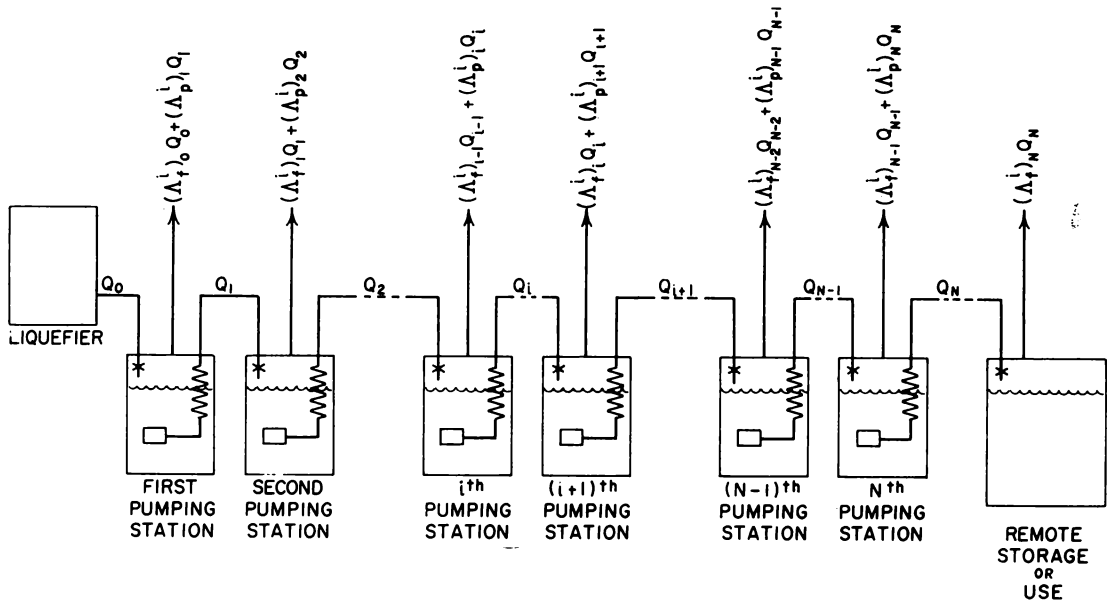 (Λ_f^i)_0 Q_0 + (Λ_p^i)_1 Q_1
(Λ_f^i)_1 Q_1 + (Λ_p^i)_2 Q_2
(Λ_f^i)_{i-1} Q_{i-1} + (Λ_p^i)_i Q_i
(Λ_f^i)_i Q_i + (Λ_p^i)_{i+1} Q_{i+1}
(Λ_f^i)_{N-2} Q_{N-2} + (Λ_p^i)_{N-1} Q_{N-1}
(Λ_f^i)_{N-1} Q_{N-1} + (Λ_p^i)_N Q_N
(Λ_f^i)_N Q_N
Q_0
Q_1
Q_2
Q_i
Q_{i+1}
Q_{N-1}
Q_N
LIQUEFIER
FIRST
PUMPING
STATION
SECOND
PUMPING
STATION
i th
PUMPING
STATION
(i+1)th
PUMPING
STATION
(N-1)th
PUMPING
STATION
N th
PUMPING
STATION
REMOTE
STORAGE
OR
USE